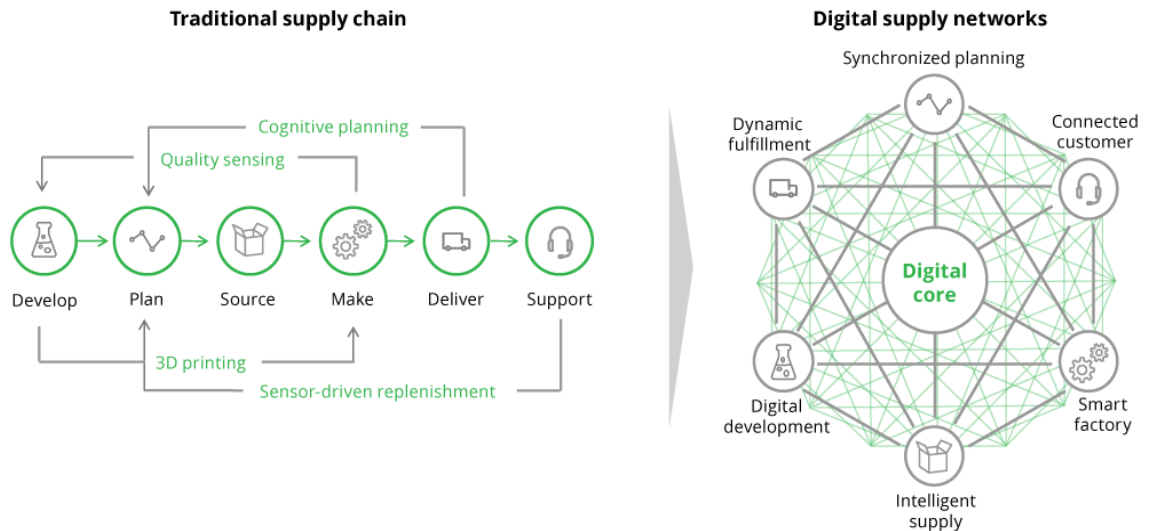 Traditional supply chain
Cognitive planning
Quality sensing
Develop
Plan
Source
Make
Deliver
Support
3D printing
Sensor-driven replenishment
Digital supply networks
Synchronized planning
Dynamic
fulfillment
Connected
customer
Digital
core
Digital
development
Smart
factory
Intelligent
supply